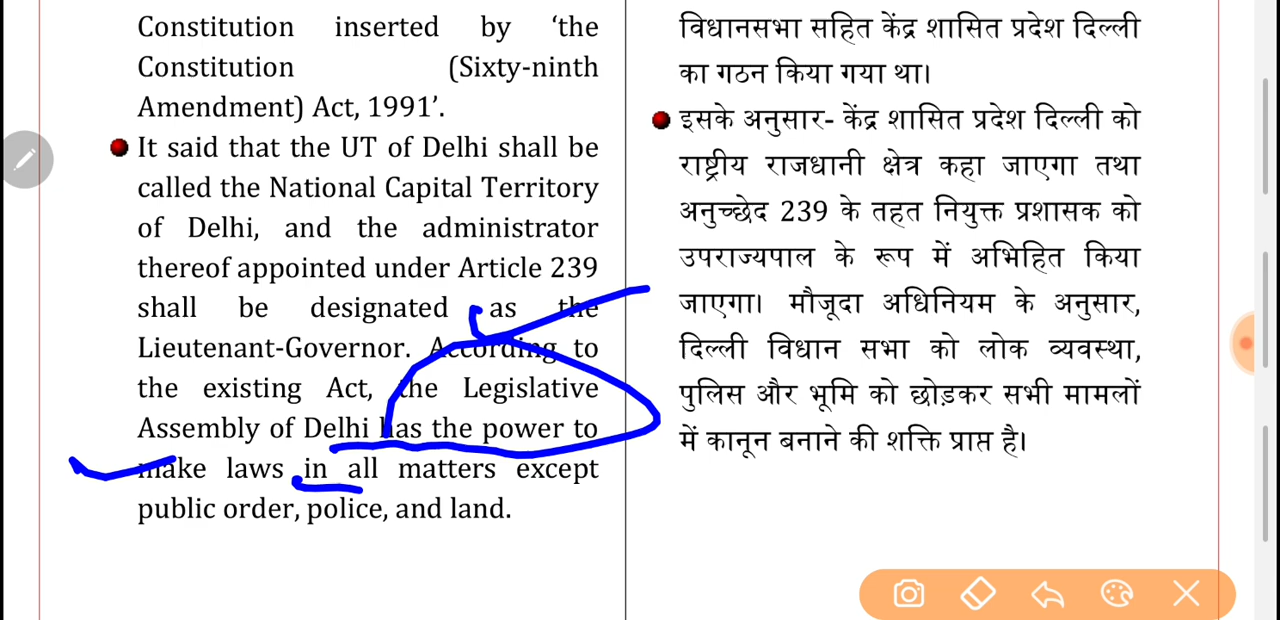 Constitution inserted by ‘the
Constitution (Sixty-ninth
Amendment) Act, 1991’.
It said that the UT of Delhi shall be
called the National Capital Territory
of Delhi, and the administrator
thereof appointed under Article 239
shall be designated as the
Lieutenant-Governor. According to
the existing Act, the Legislative
Assembly of Delhi has the power to
make laws in all matters except
public order, police, and land.
विधानसभा सहित केंद्र शासित प्रदेश दिल्ली
का गठन किया गया था।
इसके अनुसार- केंद्र शासित प्रदेश दिल्ली को
राष्ट्रीय राजधानी क्षेत्र कहा जाएगा तथा
अनुच्छेद 239 के तहत नियुक्त प्रशासक को
उपराज्यपाल के रूप में अभिहित किया
जाएगा। मौजूदा अधिनियम के अनुसार,
दिल्ली विधान सभा को लोक व्यवस्था,
पुलिस और भूमि को छोड़कर सभी मामलों
में कानून बनाने की शक्ति प्राप्त है।